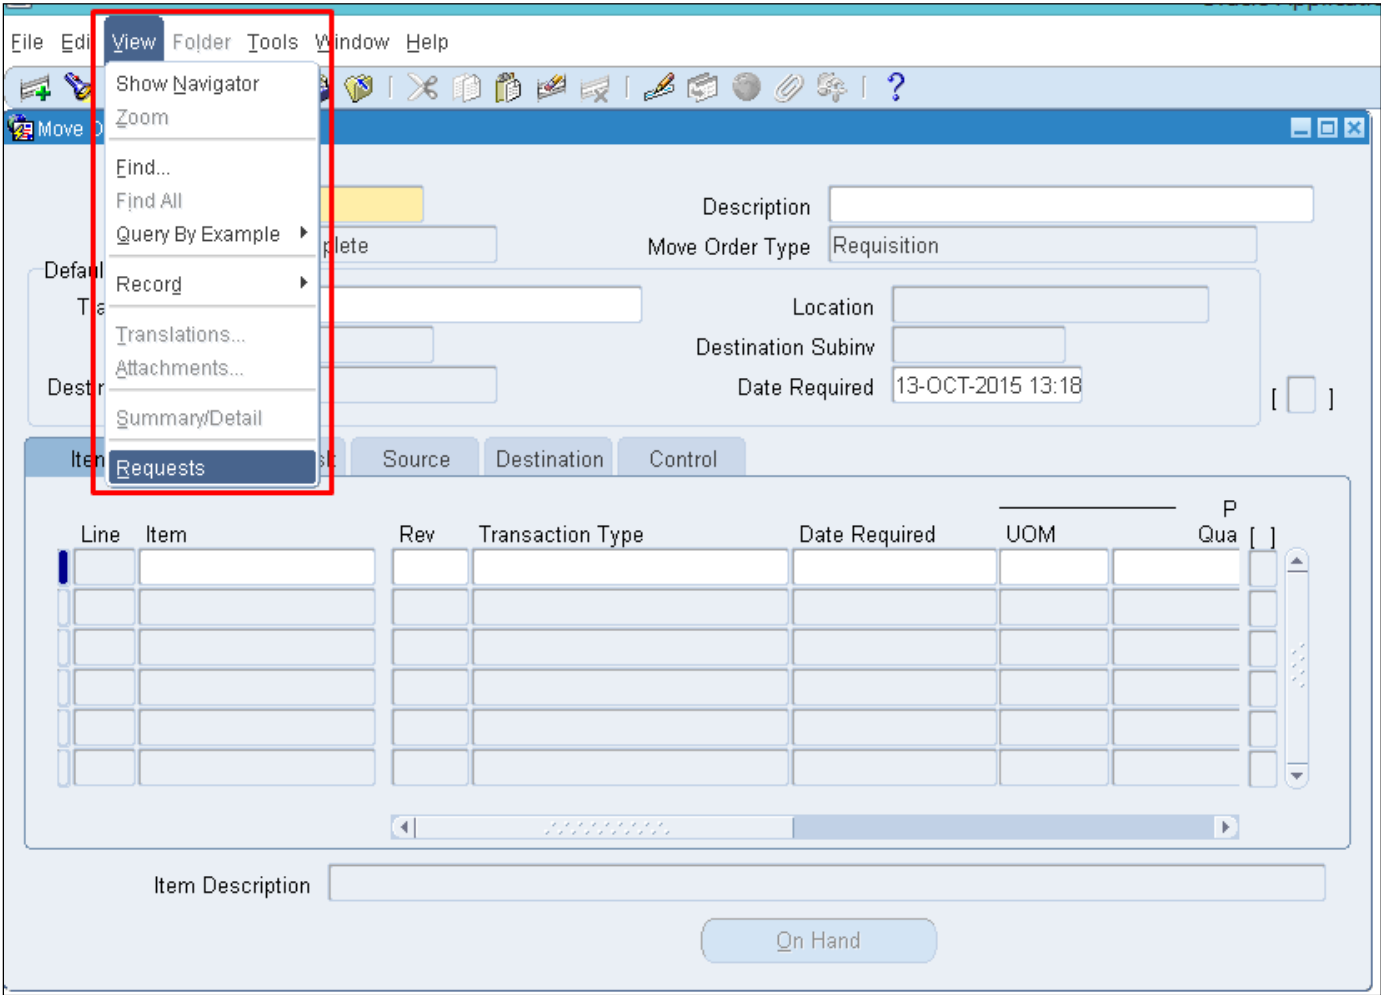 File Edi View Folder Tools Window Help
Show Navigator
Zoom
Find...
Find All
Query By Example
Record
Translations...
Attachments...
Summary/Detail
Requests
Move
Description
plete
Move Order Type Requisition
Defaul
Location
Destination Subinv
Date Required 13-OCT-2015 13:18
[ ]
Source Destination Control
Line Item Rev Transaction Type Date Required UOM P
Qua [ ]
Item Description
On Hand